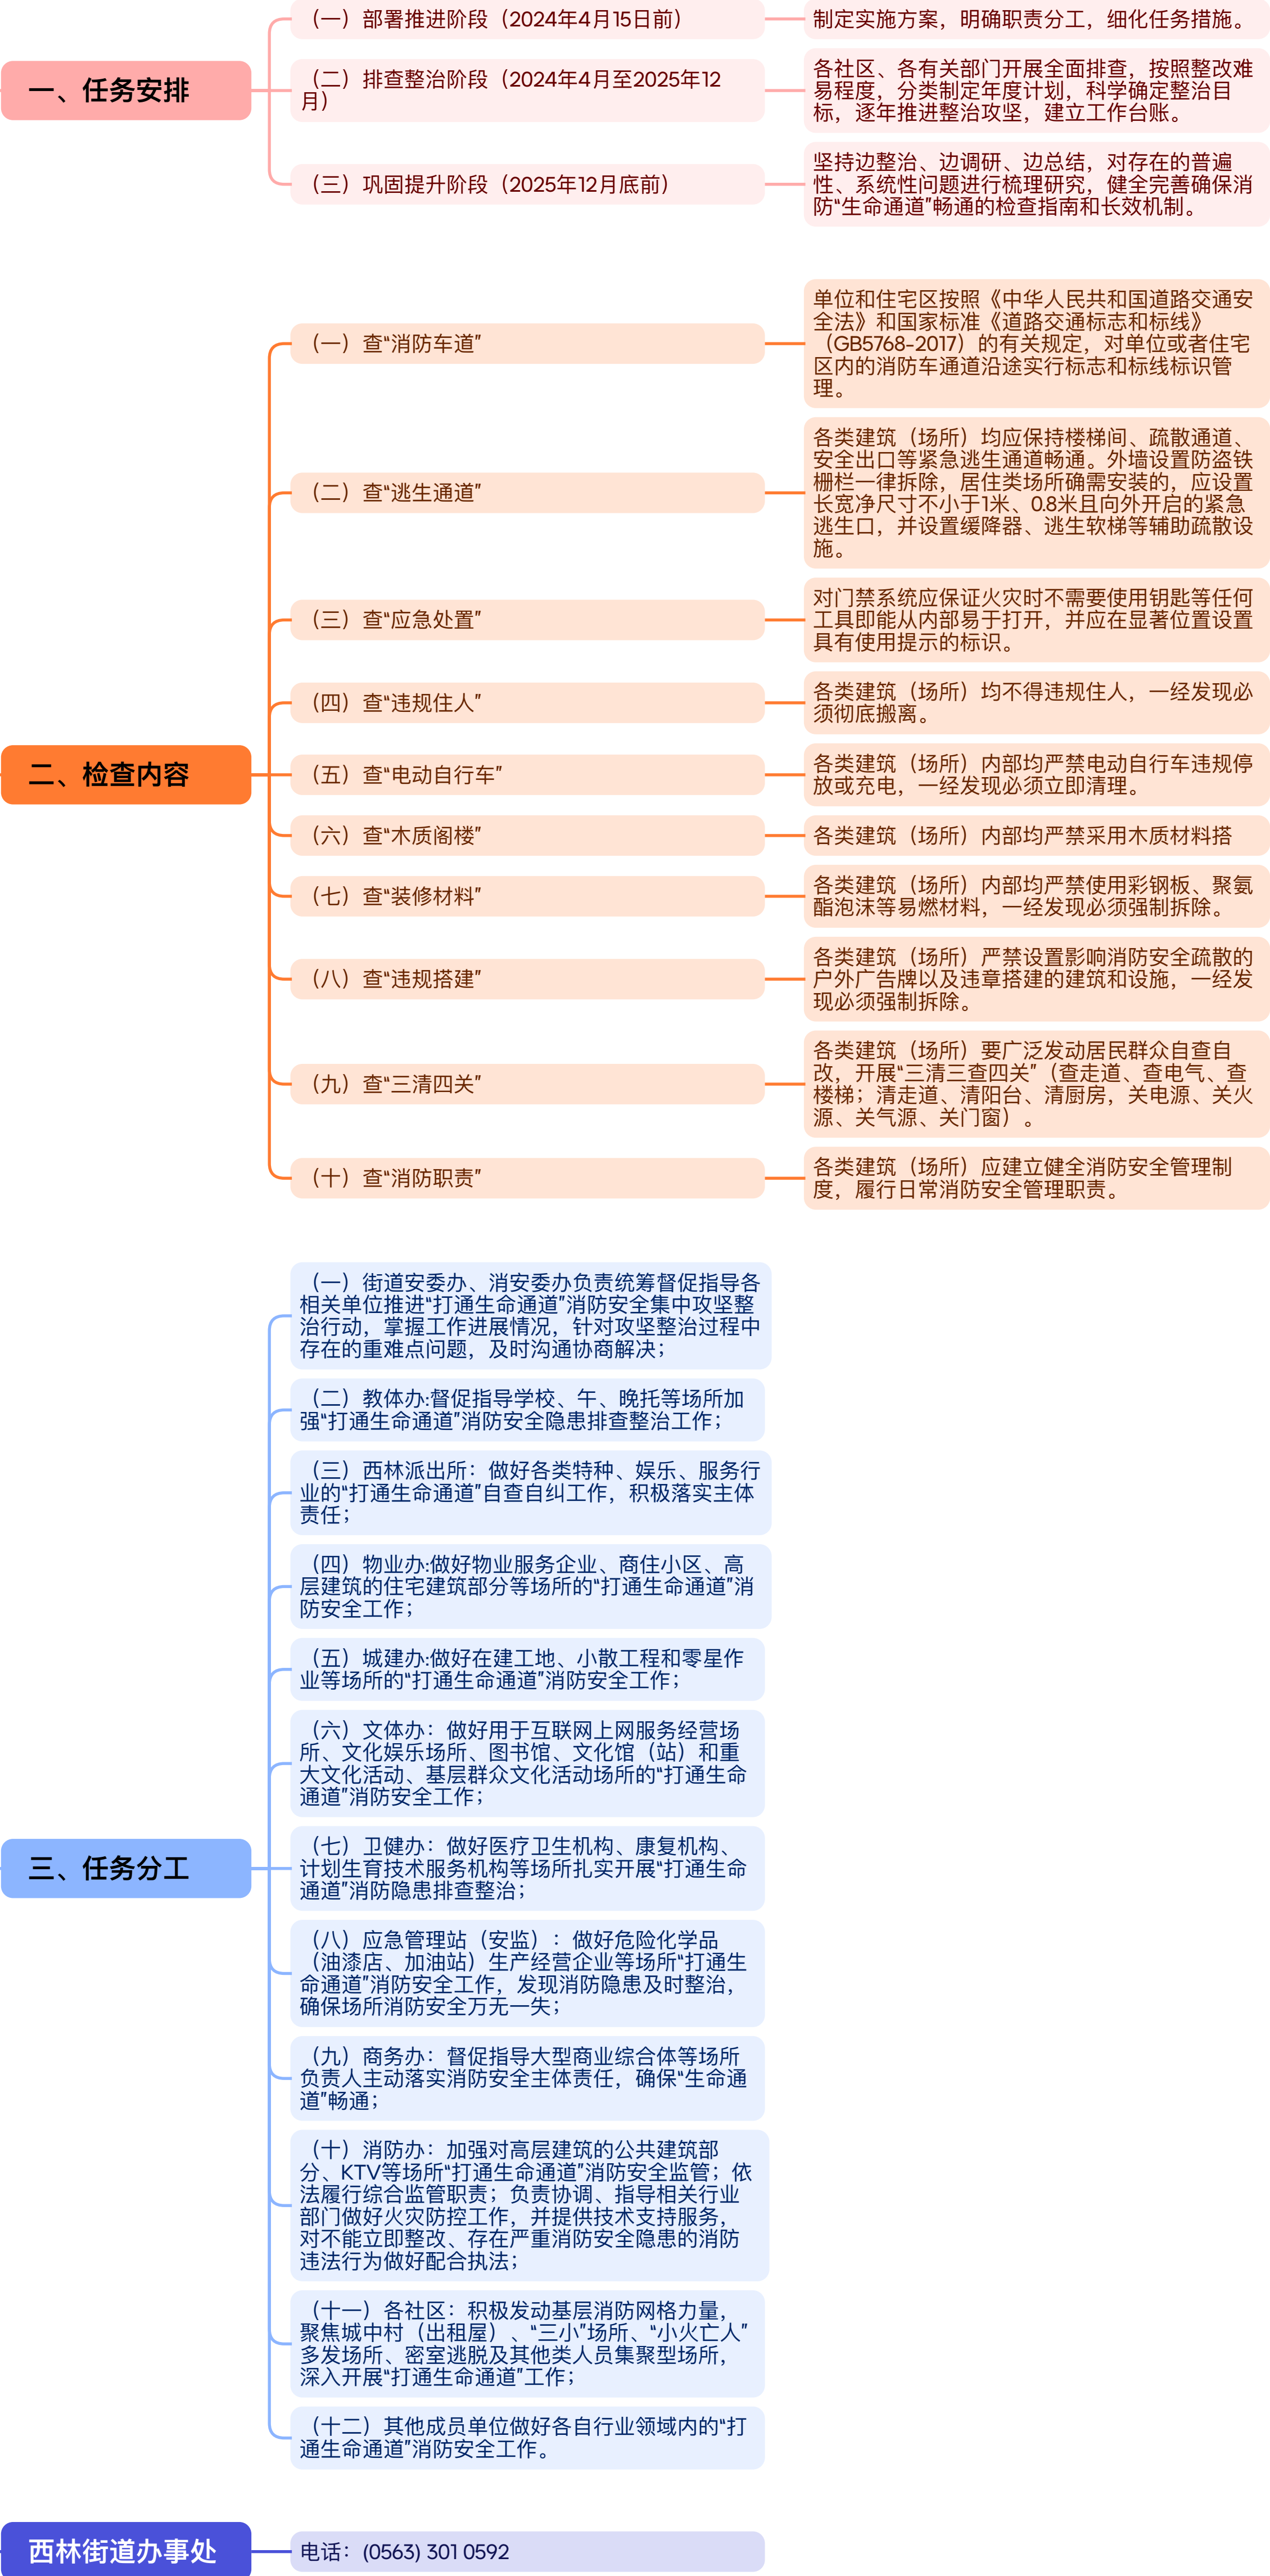 一、任务安排
（一）部署推进阶段（2024年4月15日前）
制定实施方案，明确职责分工，细化任务措施。
（二）排查整治阶段（2024年4月至2025年12
月）
各社区、各有关部门开展全面排查，按照整改难
易程度，分类制定年度计划，科学确定整治目
标，逐年推进整治攻坚，建立工作台账。
（三）巩固提升阶段（2025年12月底前）
坚持边整治、边调研、边总结，对存在的普遍
性、系统性问题进行梳理研究，健全完善确保消
防“生命通道”畅通的检查指南和长效机制。
二、检查内容
（一）查“消防车道”
单位和住宅区按照《中华人民共和国道路交通安
全法》和国家标准《道路交通标志和标线》
（GB5768-2017）的有关规定，对单位或者住宅
区内的消防车通道沿途实行标志和标线标识管
理。
（二）查“逃生通道”
各类建筑（场所）均应保持楼梯间、疏散通道、
安全出口等紧急逃生通道畅通。外墙设置防盗铁
栅栏一律拆除，居住类场所确需安装的，应设置
长宽净尺寸不小于1米、0.8米且向外开启的紧急
逃生口，并设置缓降器、逃生软梯等辅助疏散设
施。
（三）查“应急处置”
对门禁系统应保证火灾时不需要使用钥匙等任何
工具即能从内部易于打开，并应在显著位置设置
具有使用提示的标识。
（四）查“违规住人”
各类建筑（场所）均不得违规住人，一经发现必
须彻底搬离。
（五）查“电动自行车”
各类建筑（场所）内部均严禁电动自行车违规停
放或充电，一经发现必须立即清理。
（六）查“木质阁楼”
各类建筑（场所）内部均严禁采用木质材料搭
（七）查“装修材料”
各类建筑（场所）内部均严禁使用彩钢板、聚氨
酯泡沫等易燃材料，一经发现必须强制拆除。
（八）查“违规搭建”
各类建筑（场所）严禁设置影响消防安全疏散的
户外广告牌以及违章搭建的建筑和设施，一经发
现必须强制拆除。
（九）查“三清四关”
各类建筑（场所）要广泛发动居民群众自查自
改，开展“三清三查四关”（查走道、查电气、查
楼梯；清走道、清阳台、清厨房，关电源、关火
源、关气源、关门窗）。
（十）查“消防职责”
各类建筑（场所）应建立健全消防安全管理制
度，履行日常消防安全管理职责。
三、任务分工
（一）街道安委办、消安委办负责统筹督促指导各
相关单位推进“打通生命通道”消防安全集中攻坚整
治行动，掌握工作进展情况，针对攻坚整治过程中
存在的重难点问题，及时沟通协商解决；
（二）教体办:督促指导学校、午、晚托等场所加
强“打通生命通道”消防安全隐患排查整治工作；
（三）西林派出所：做好各类特种、娱乐、服务行
业的“打通生命通道”自查自纠工作，积极落实主体
责任；
（四）物业办:做好物业服务企业、商住小区、高
层建筑的住宅建筑部分等场所的“打通生命通道”消
防安全工作；
（五）城建办:做好在建工地、小散工程和零星作
业等场所的“打通生命通道”消防安全工作；
（六）文体办：做好用于互联网上网服务经营场
所、文化娱乐场所、图书馆、文化馆（站）和重
大文化活动、基层群众文化活动场所的“打通生命
通道”消防安全工作；
（七）卫健办：做好医疗卫生机构、康复机构、
计划生育技术服务机构等场所扎实开展“打通生命
通道”消防隐患排查整治；
（八）应急管理站（安监）：做好危险化学品
（油漆店、加油站）生产经营企业等场所“打通生
命通道”消防安全工作，发现消防隐患及时整治，
确保场所消防安全万无一失；
（九）商务办：督促指导大型商业综合体等场所
负责人主动落实消防安全主体责任，确保“生命通
道”畅通；
（十）消防办：加强对高层建筑的公共建筑部
分、KTV等场所“打通生命通道”消防安全监管；依
法履行综合监管职责；负责协调、指导相关行业
部门做好火灾防控工作，并提供技术支持服务，
对不能立即整改、存在严重消防安全隐患的消防
违法行为做好配合执法；
（十一）各社区：积极发动基层消防网格力量，
聚焦城中村（出租屋）、“三小”场所、“小火亡人”
多发场所、密室逃脱及其他类人员集聚型场所，
深入开展“打通生命通道”工作；
（十二）其他成员单位做好各自行业领域内的“打
通生命通道”消防安全工作。
西林街道办事处
电话：(0563) 301 0592